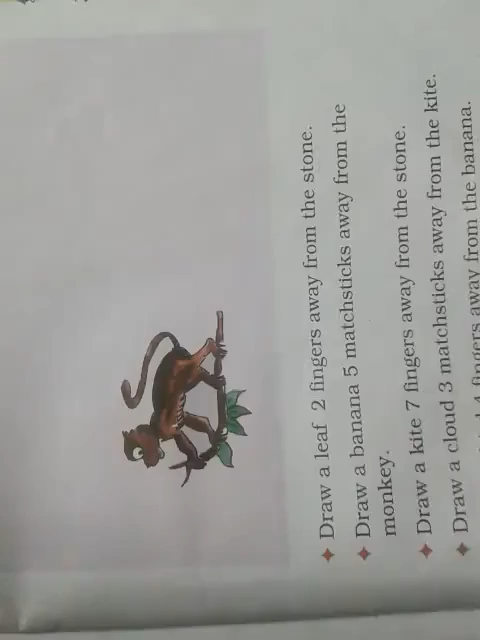 ✦ Draw a leaf 2 fingers away from the stone.
✦ Draw a banana 5 matchsticks away from the
monkey.
✦ Draw a kite 7 fingers away from the stone.
✦ Draw a cloud 3 matchsticks away from the kite.
4 fingers away from the banana.